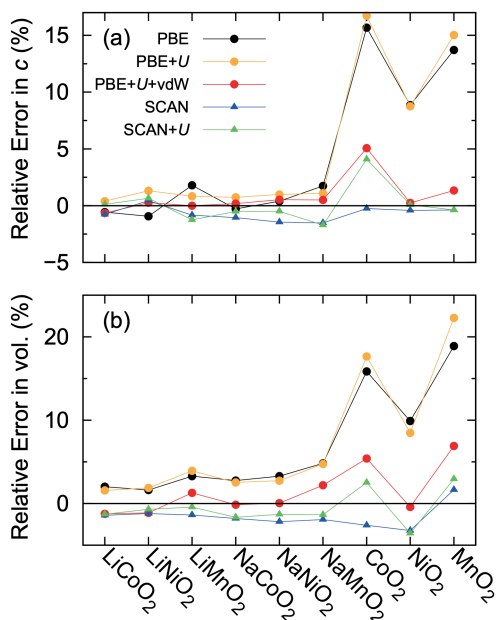 (a)
PBE
PBE+U
PBE+U+vdW
SCAN
SCAN+U
Relative Error in c (%)
15
10
5
0
−5
(b)
Relative Error in vol. (%)
20
10
0
LiCoO₂
LiNiO₂
LiMnO₂
NaCoO₂
NaNiO₂
NaMnO₂
CoO₂
NiO₂
MnO₂